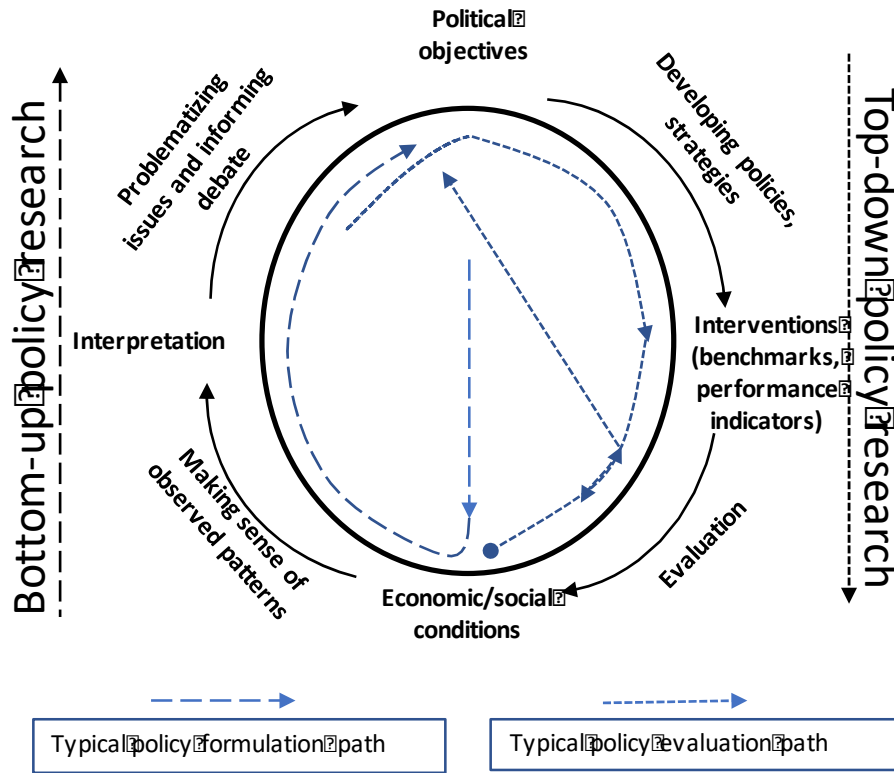 Political
objectives
Problematizing
issues and informing
debate
Developing policies,
strategies
Bottom-up policy research
Top-down policy research
Interpretation
Interventions
(benchmarks,
performance
indicators)
Making sense of
observed patterns
Evaluation
Economic/social
conditions
Typical policy formulation path
Typical policy evaluation path